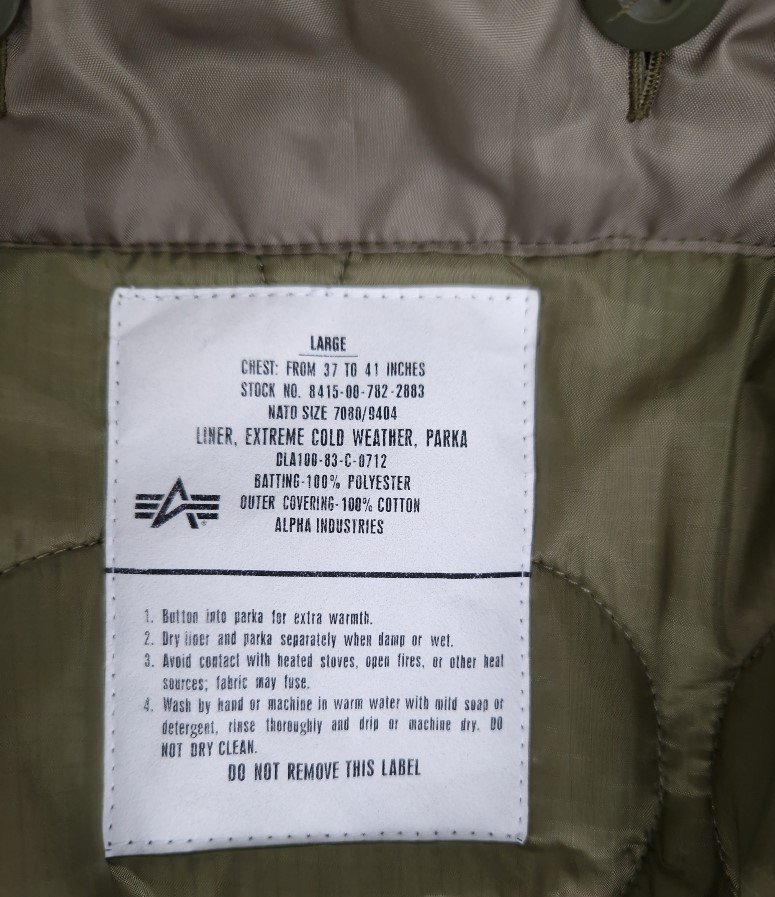 LARGE
CHEST: FROM 37 TO 41 INCHES
STOCK NO. 8415-00-782-2883
NATO SIZE 7080/9404
LINER, EXTREME COLD WEATHER, PARKA
DLA100-83-C-0712
BATTING-100% POLYESTER
OUTER COVERING-100% COTTON
ALPHA INDUSTRIES
1. Button into parka for extra warmth.
2. Dry liner and parka separately when damp or wet.
3. Avoid contact with heated stoves, open fires, or other heat
sources; fabric may fuse.
4. Wash by hand or machine in warm water with mild soap or
detergent, rinse thoroughly and drip or machine dry. DO
NOT DRY CLEAN.
DO NOT REMOVE THIS LABEL